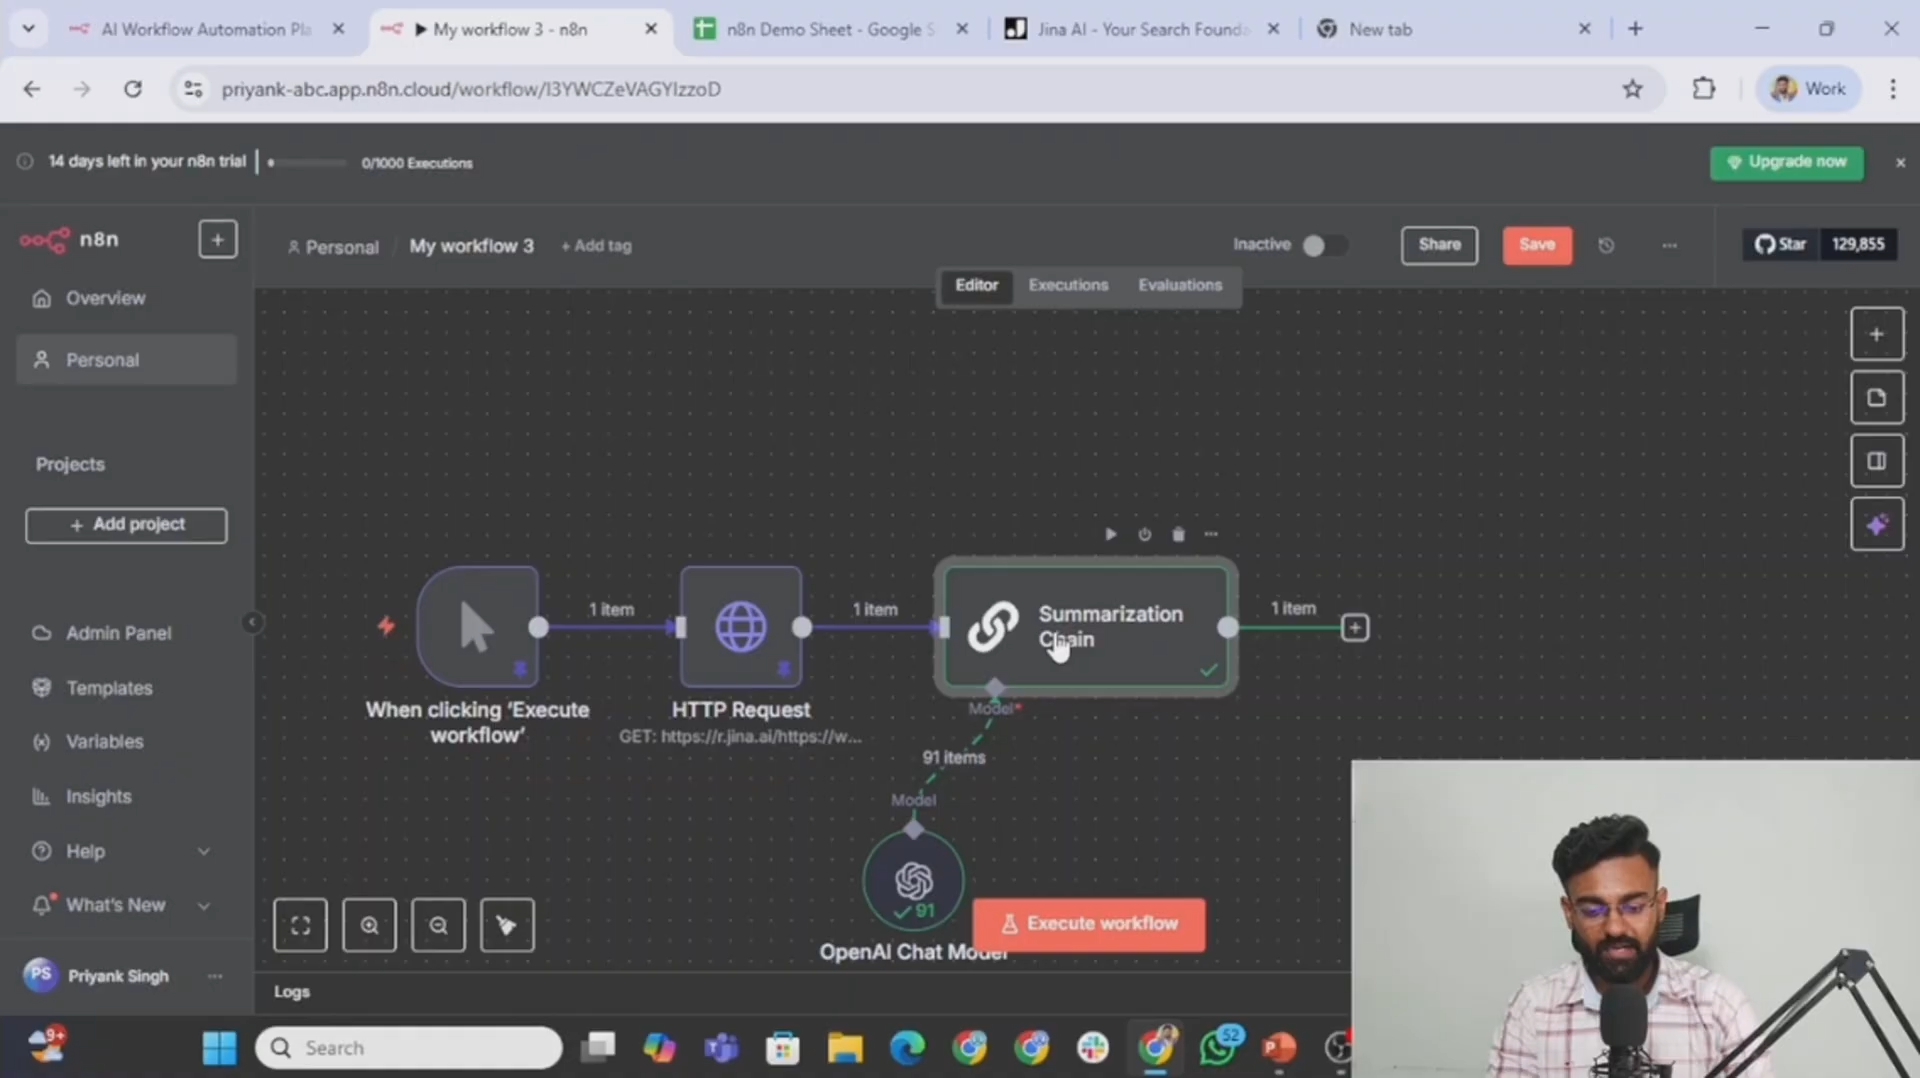 AI Workflow Automation Pla
My workflow 3 - n8n
n8n Demo Sheet - Google S
Jina AI - Your Search Founda
New tab
priyank-abc.app.n8n.cloud/workflow/I3YWCZeVAGYIzzoD
Work
14 days left in your n8n trial
0/1000 Executions
Upgrade now
n8n
Personal / My workflow 3
+ Add tag
Inactive
Share
Save
Star
129,855
Editor
Executions
Evaluations
Overview
Personal
Projects
+ Add project
Admin Panel
Templates
Variables
Insights
Help
What's New
PS
Priyank Singh
1 item
1 item
1 item
Summarization
Chain
When clicking 'Execute
workflow'
HTTP Request
GET: https://r.jina.ai/https://w...
Model*
91 items
Model
91
OpenAI Chat Model
Execute workflow
Logs
9+
Search
52